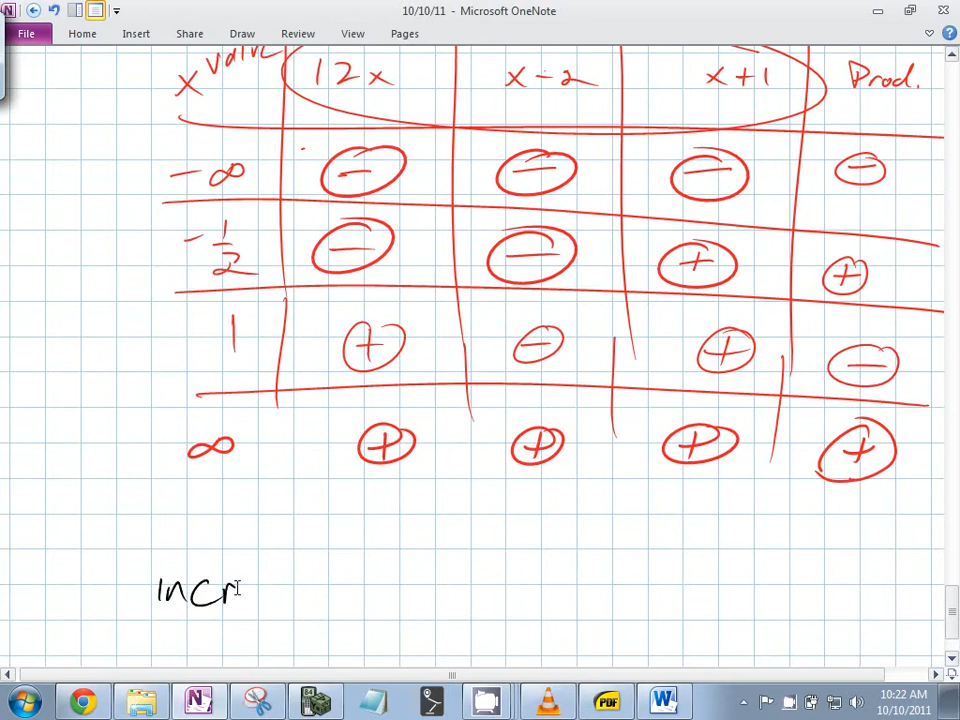 10/10/11 - Microsoft OneNote
File Home Insert Share Draw Review View Pages
x value 12x x-2 x+1 Prod.
-∞ - - - -
-1/2 - - + +
1 + - + -
∞ + + + +
Incr
10:22 AM
10/10/2011